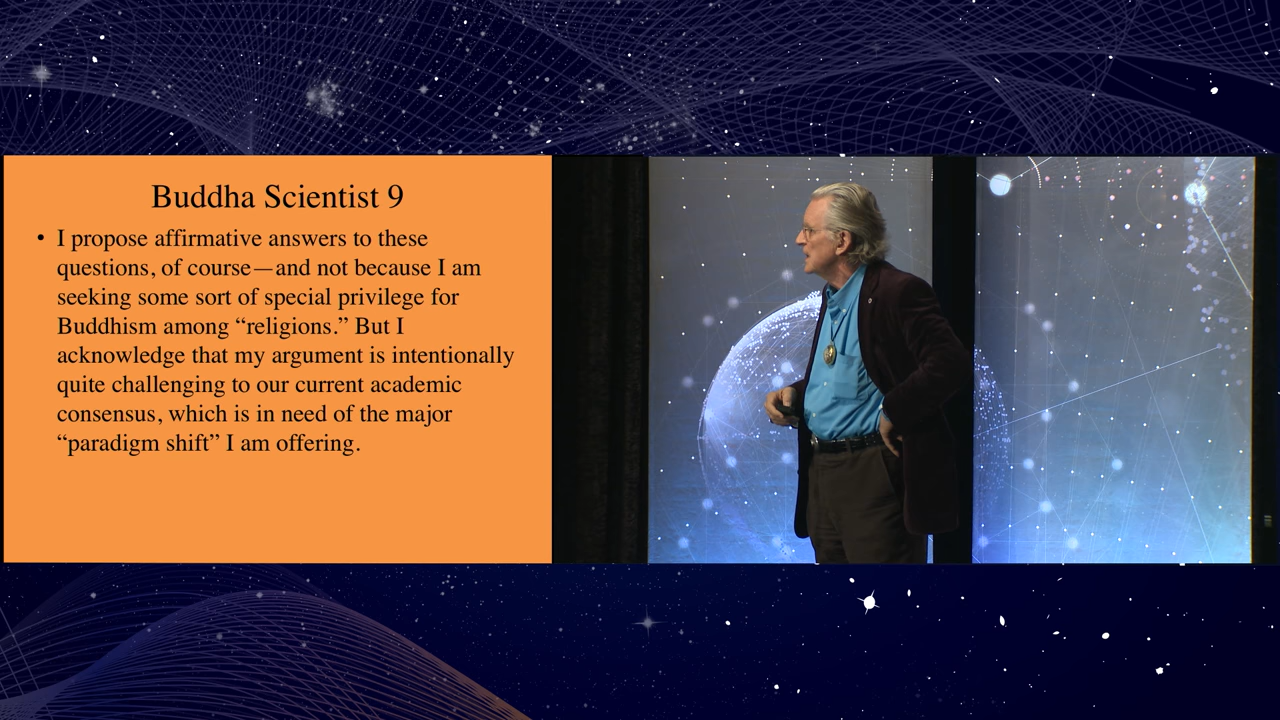 Buddha Scientist 9
• I propose affirmative answers to these
questions, of course—and not because I am
seeking some sort of special privilege for
Buddhism among “religions.” But I
acknowledge that my argument is intentionally
quite challenging to our current academic
consensus, which is in need of the major
“paradigm shift” I am offering.